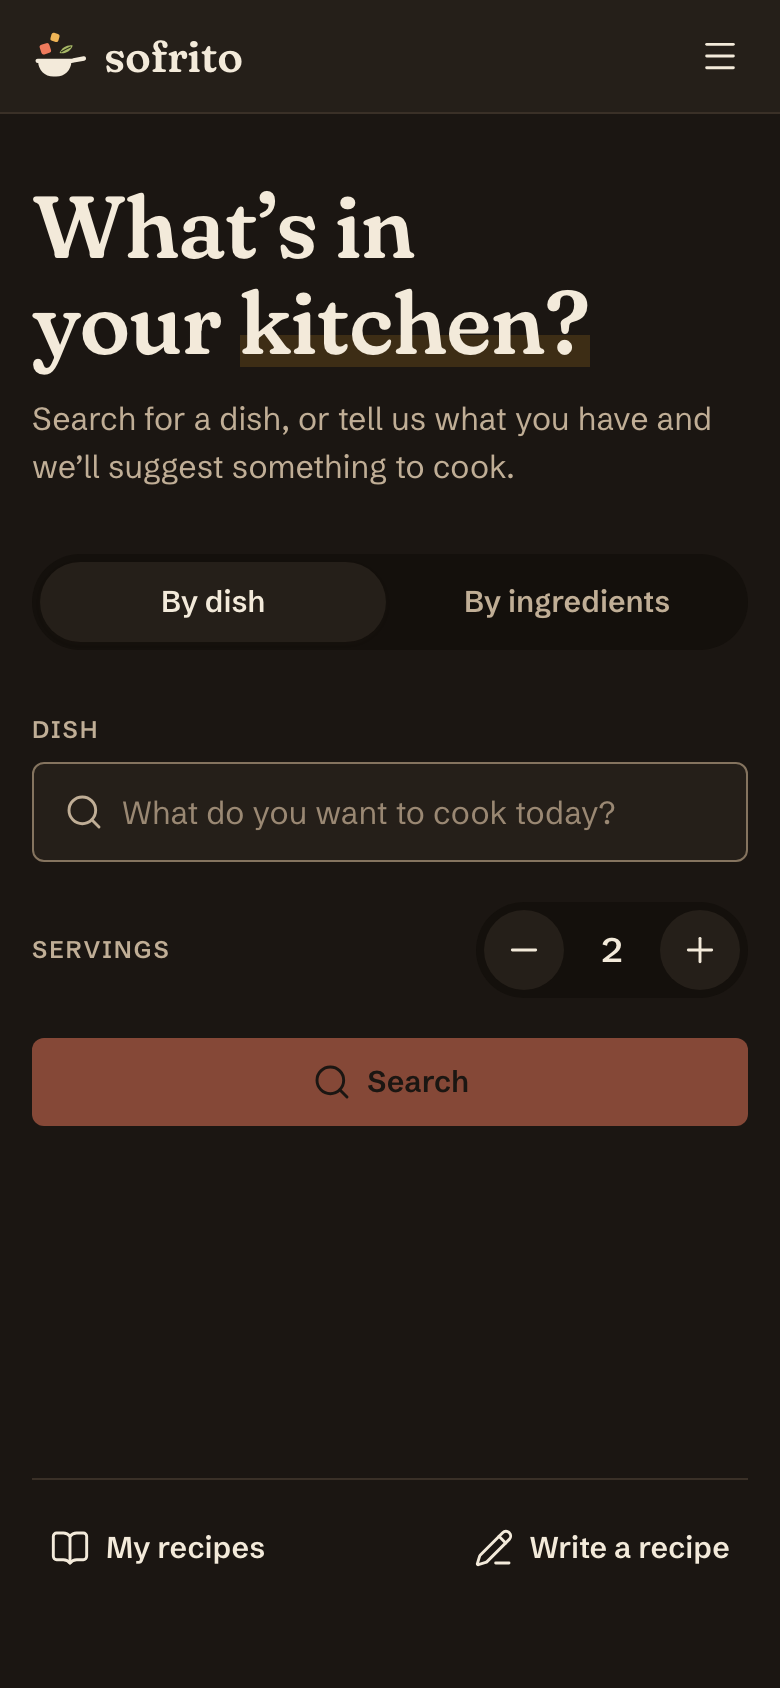 sofrito
What’s in
your kitchen?
Search for a dish, or tell us what you have and
we’ll suggest something to cook.
By dish
By ingredients
DISH
What do you want to cook today?
SERVINGS
2
Search
My recipes
Write a recipe